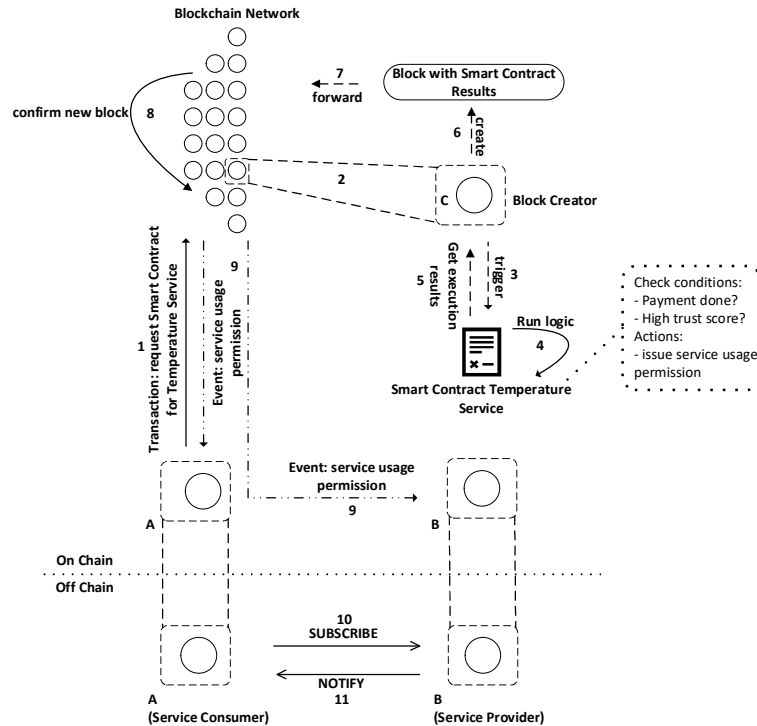 Blockchain Network
7
forward
Block with Smart Contract
Results
confirm new block
8
6
create
2
C
Block Creator
9
5
Get execution
results
3
trigger
Check conditions:
- Payment done?
- High trust score?
Actions:
- issue service usage
permission
Run logic
4
1
Transaction: request Smart Contract
for Temperature Service
Event: service usage
permission
Smart Contract Temperature
Service
Event: service usage
permission
9
A
B
On Chain
Off Chain
10
SUBSCRIBE
NOTIFY
11
A
(Service Consumer)
B
(Service Provider)